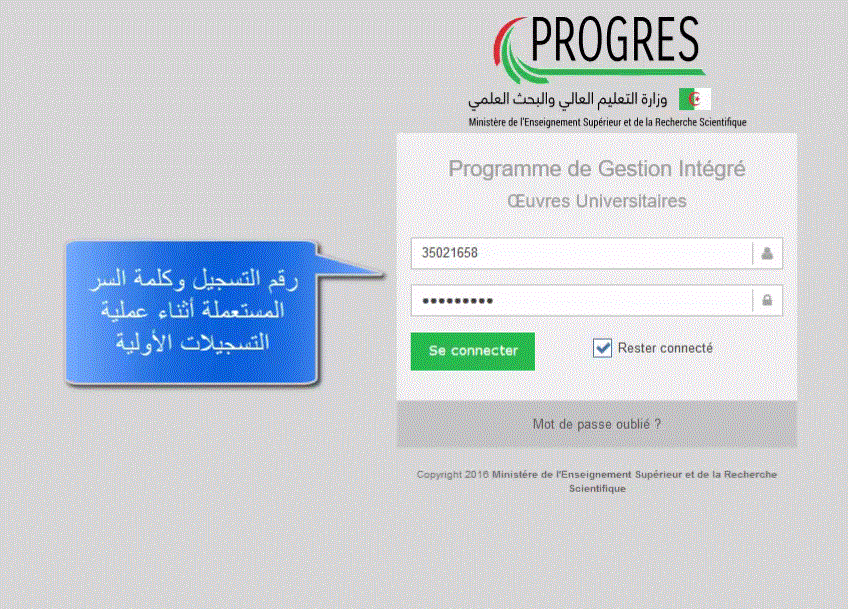 PROGRES
وزارة التعليم العالي والبحث العلمي
Ministère de l'Enseignement Supérieur et de la Recherche Scientifique
Programme de Gestion Intégré
Œuvres Universitaires
35021658
•••••••••
رقم التسجيل وكلمة السر
المستعملة أثناء عملية
التسجيلات الأولية
Se connecter
Rester connecté
Mot de passe oublié ?
Copyright 2016 Ministère de l'Enseignement Supérieur et de la Recherche
Scientifique